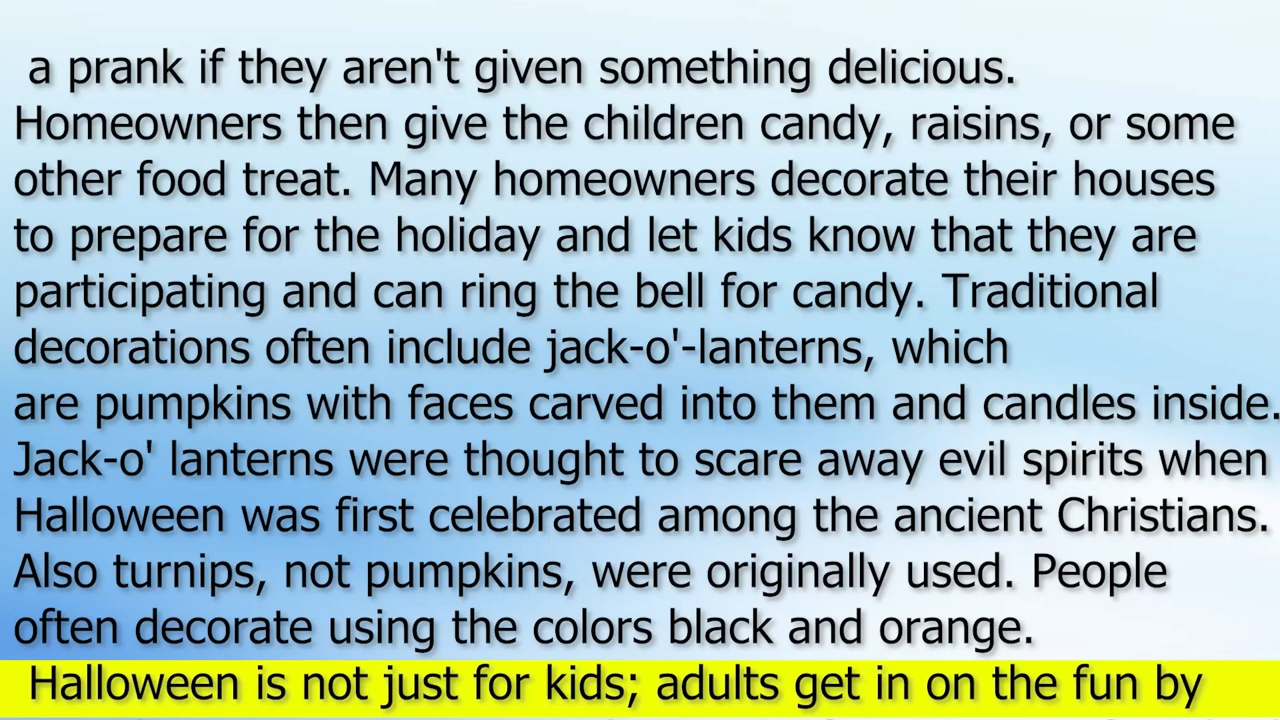 a prank if they aren't given something delicious.
Homeowners then give the children candy, raisins, or some
other food treat. Many homeowners decorate their houses
to prepare for the holiday and let kids know that they are
participating and can ring the bell for candy. Traditional
decorations often include jack-o'-lanterns, which
are pumpkins with faces carved into them and candles inside.
Jack-o' lanterns were thought to scare away evil spirits when
Halloween was first celebrated among the ancient Christians.
Also turnips, not pumpkins, were originally used. People
often decorate using the colors black and orange.
Halloween is not just for kids; adults get in on the fun by